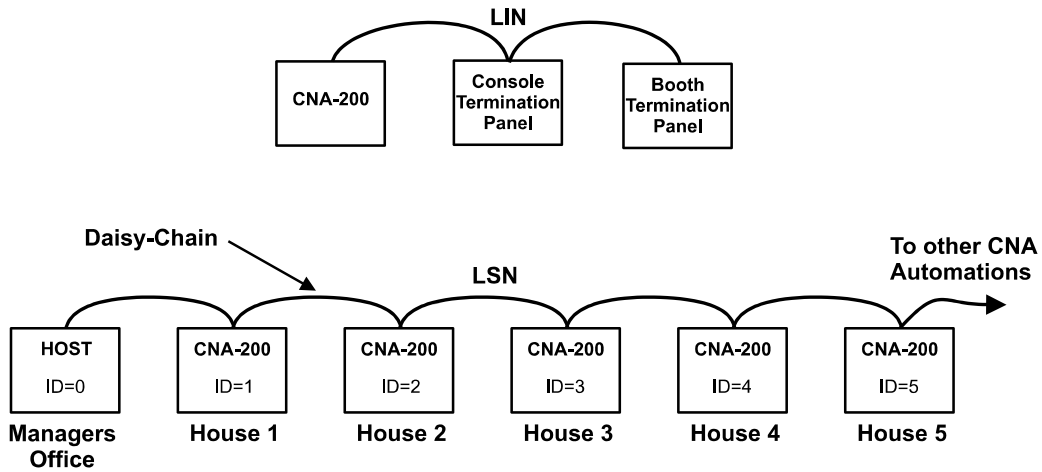 LIN
CNA-200
Console
Termination
Panel
Booth
Termination
Panel
Daisy-Chain
LSN
To other CNA
Automations
HOST
ID=0
CNA-200
ID=1
CNA-200
ID=2
CNA-200
ID=3
CNA-200
ID=4
CNA-200
ID=5
Managers
Office
House 1
House 2
House 3
House 4
House 5